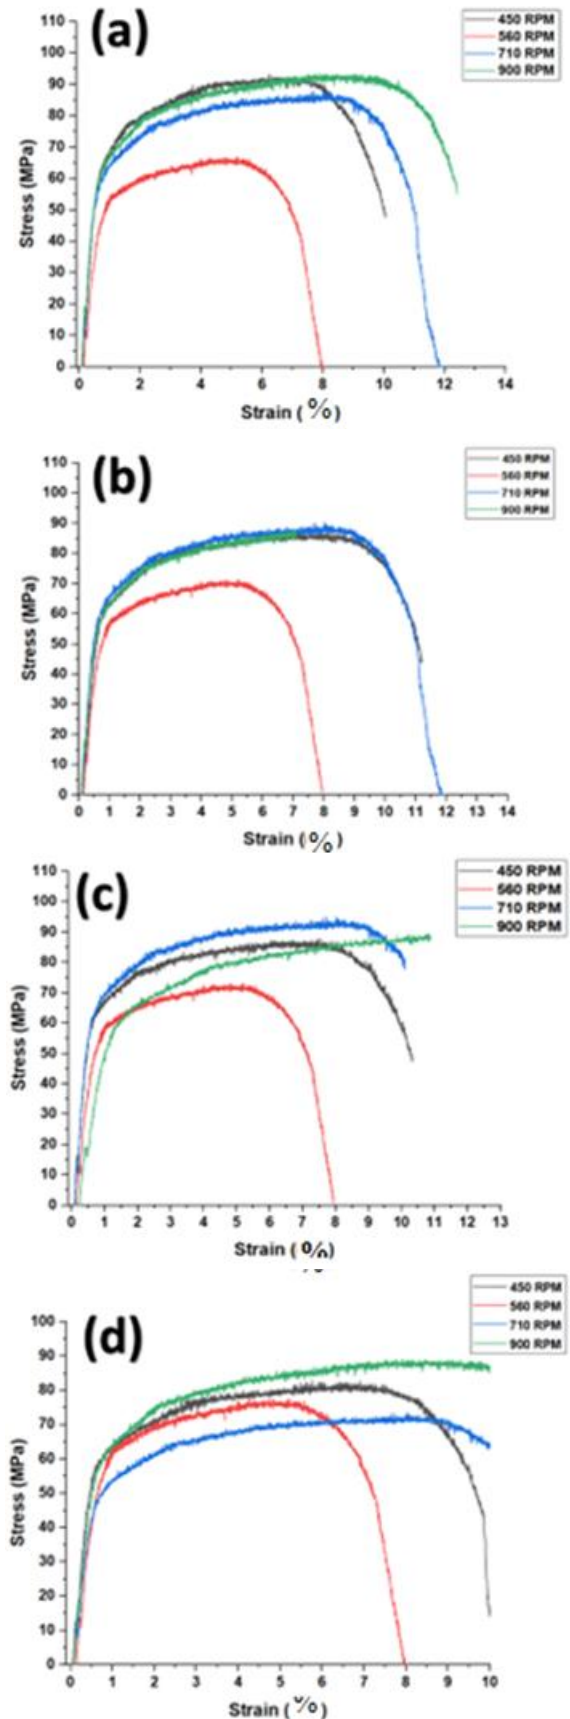 (a)
450 RPM
560 RPM
710 RPM
900 RPM
110
100
90
80
70
60
50
40
30
20
10
0
Stress (MPa)
0 2 4 6 8 10 12 14
Strain ( % )
(b)
450 RPM
560 RPM
710 RPM
900 RPM
110
100
90
80
70
60
50
40
30
20
10
0
Stress (MPa)
0 1 2 3 4 5 6 7 8 9 10 11 12 13 14
Strain ( % )
(c)
450 RPM
560 RPM
710 RPM
900 RPM
110
100
90
80
70
60
50
40
30
20
10
0
Stress (MPa)
0 1 2 3 4 5 6 7 8 9 10 11 12 13
Strain ( % )
(d)
450 RPM
560 RPM
710 RPM
900 RPM
100
90
80
70
60
50
40
30
20
10
0
Stress (MPa)
0 1 2 3 4 5 6 7 8 9 10
Strain ( % )